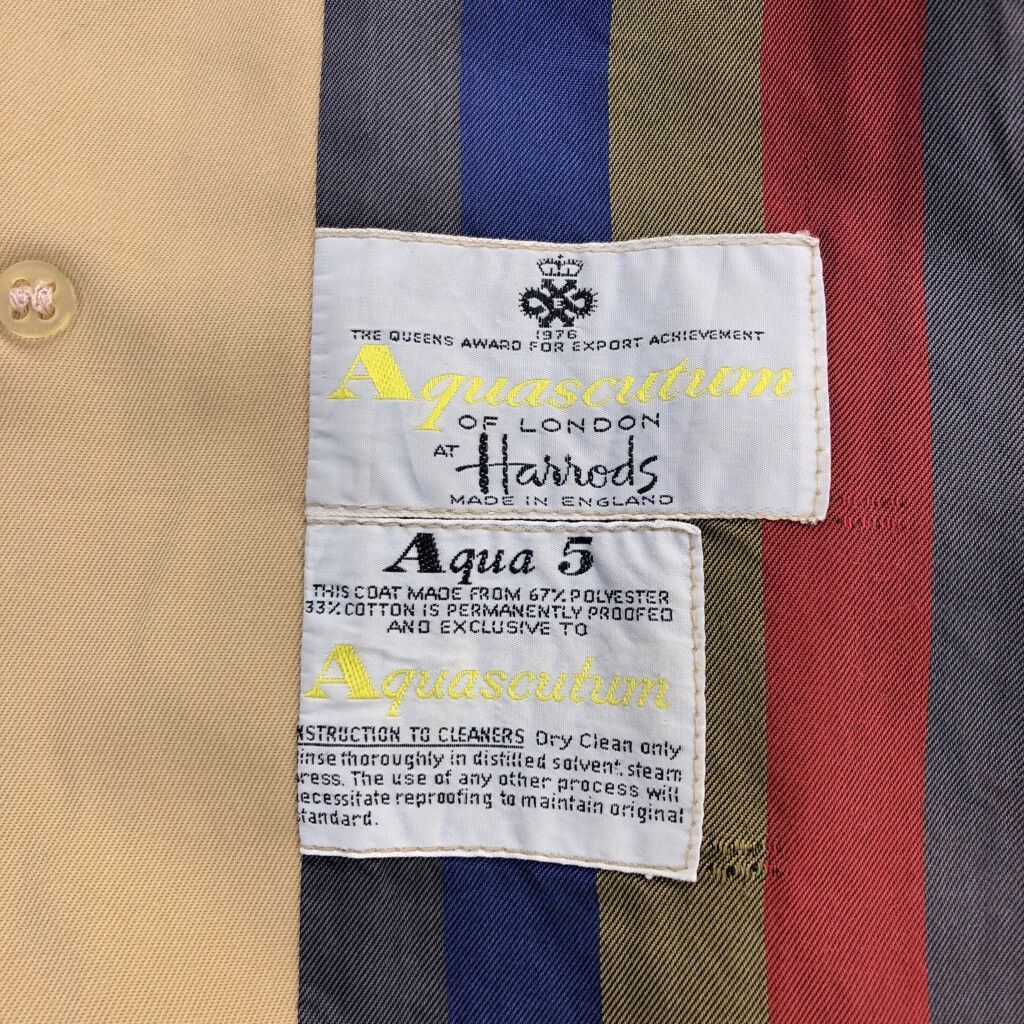 E
1976
THE QUEENS AWARD FOR EXPORT ACHIEVEMENT
Aquascutum
OF LONDON
AT Harrods
MADE IN ENGLAND
Aqua 5
THIS COAT MADE FROM 67% POLYESTER
33% COTTON IS PERMANENTLY PROOFED
AND EXCLUSIVE TO
Aquascutum
NSTRUCTION TO CLEANERS Dry Clean only
inse thoroughly in distilled solvent, steam
ress. The use of any other process will
ecessitate reproofing to maintain original
tandard.